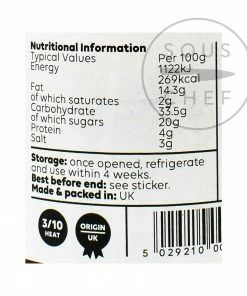 SOUS
CHEF
Nutritional Information
Typical Values Per 100g
Energy 1122kJ
269kcal
Fat 14.3g
of which saturates 2g
Carbohydrate 33.5g
of which sugars 20g
Protein 4g
Salt 3g
Storage: once opened, refrigerate
and use within 4 weeks.
Best before end: see sticker.
Made & packed in: UK
3/10
HEAT
ORIGIN
UK
5 029210 00